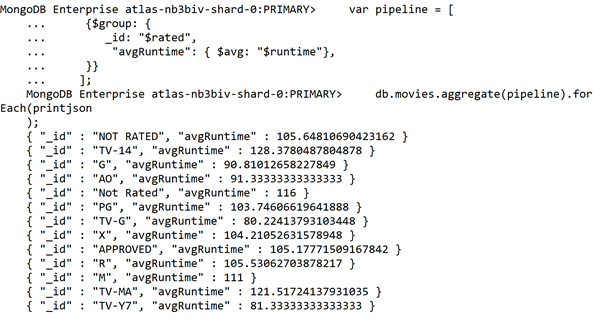 MongoDB Enterprise atlas-nb3biv-shard-0:PRIMARY> var pipeline = [
... {$group: {
... _id: "$rated",
... "avgRuntime": { $avg: "$runtime"},
... }}
... ];
MongoDB Enterprise atlas-nb3biv-shard-0:PRIMARY> db.movies.aggregate(pipeline).for
Each(printjson
);
{ "_id" : "NOT RATED", "avgRuntime" : 105.64810690423162 }
{ "_id" : "TV-14", "avgRuntime" : 128.3780487804878 }
{ "_id" : "G", "avgRuntime" : 90.81012658227849 }
{ "_id" : "AO", "avgRuntime" : 91.33333333333333 }
{ "_id" : "Not Rated", "avgRuntime" : 116 }
{ "_id" : "PG", "avgRuntime" : 103.74606619641888 }
{ "_id" : "TV-G", "avgRuntime" : 80.22413793103448 }
{ "_id" : "X", "avgRuntime" : 104.21052631578948 }
{ "_id" : "APPROVED", "avgRuntime" : 105.17771509167842 }
{ "_id" : "R", "avgRuntime" : 105.53062703878217 }
{ "_id" : "M", "avgRuntime" : 111 }
{ "_id" : "TV-MA", "avgRuntime" : 121.51724137931035 }
{ "_id" : "TV-Y7", "avgRuntime" : 81.33333333333333 }